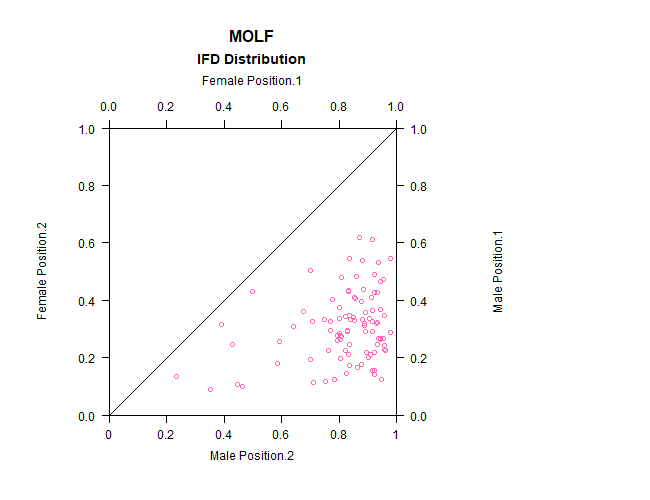 MOLF
IFD Distribution
Female Position.1
0.0 0.2 0.4 0.6 0.8 1.0
1.0 1.0
0.8 0.8
0.6 0.6
Female Position.2
Male Position.1
0.4 0.4
0.2 0.2
0.0 0.0
0 0.2 0.4 0.6 0.8 1
Male Position.2